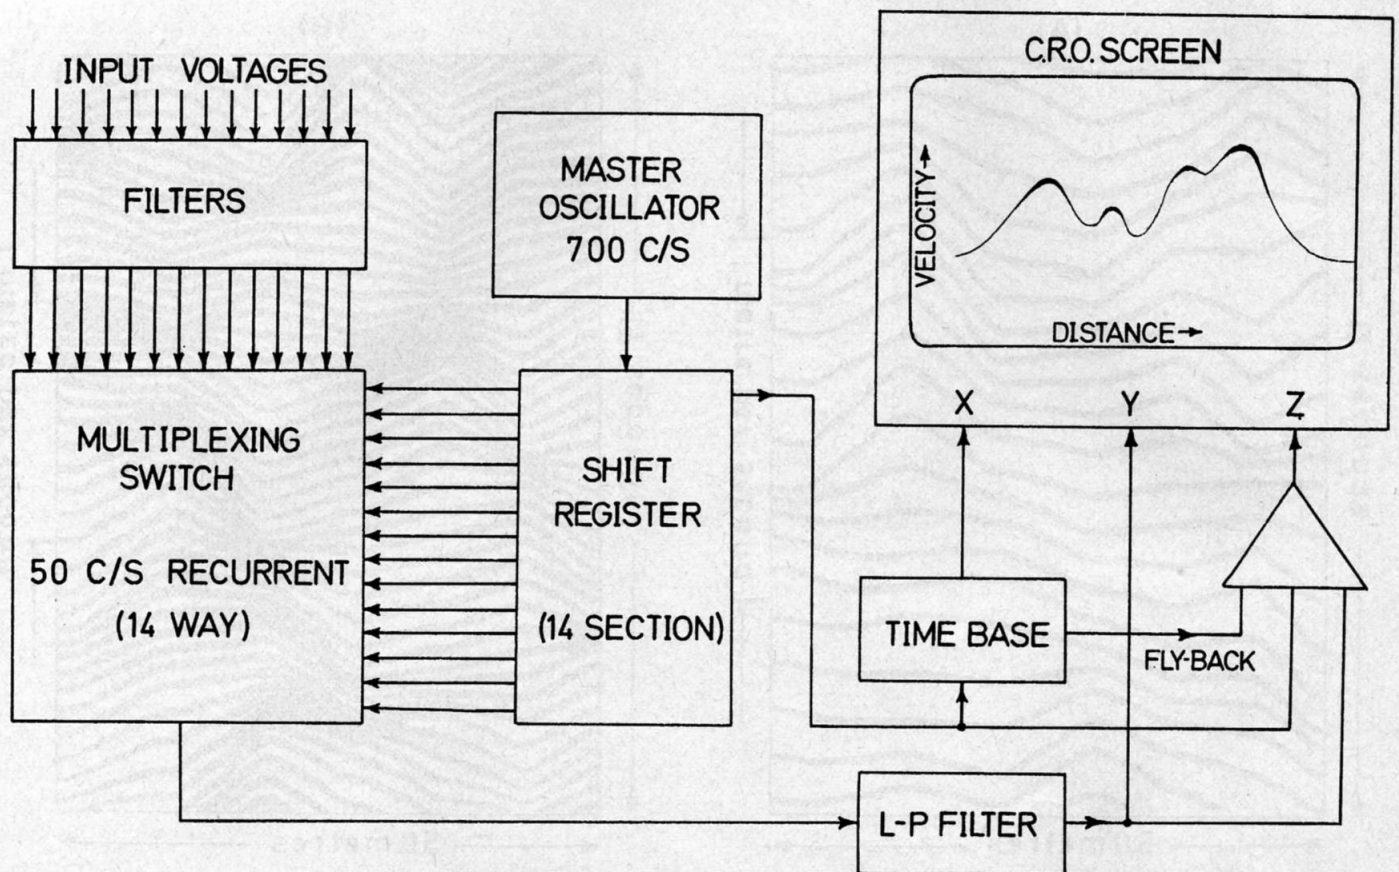 INPUT VOLTAGES
FILTERS
MULTIPLEXING
SWITCH
50 C/S RECURRENT
(14 WAY)
MASTER
OSCILLATOR
700 C/S
SHIFT
REGISTER
(14 SECTION)
C.R.O. SCREEN
VELOCITY→
DISTANCE→
X Y Z
TIME BASE
FLY-BACK
L-P FILTER